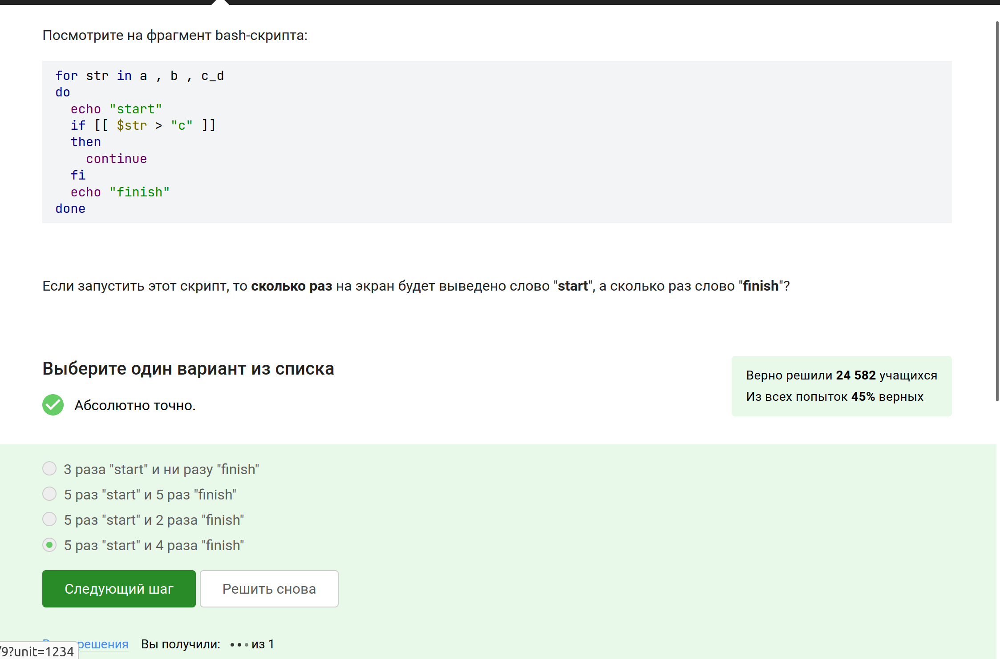 Посмотрите на фрагмент bash-скрипта:
for str in a , b , c_d
do
  echo "start"
  if [[ $str > "c" ]]
  then
    continue
  fi
  echo "finish"
done
Если запустить этот скрипт, то сколько раз на экран будет выведено слово "start", а сколько раз слово "finish"?
Выберите один вариант из списка
Верно решили 24 582 учащихся
Из всех попыток 45% верных
Абсолютно точно.
3 раза "start" и ни разу "finish"
5 раз "start" и 5 раз "finish"
5 раз "start" и 2 раза "finish"
5 раз "start" и 4 раза "finish"
Следующий шаг
Решить снова
решения
Вы получили: из 1
/9?unit=1234